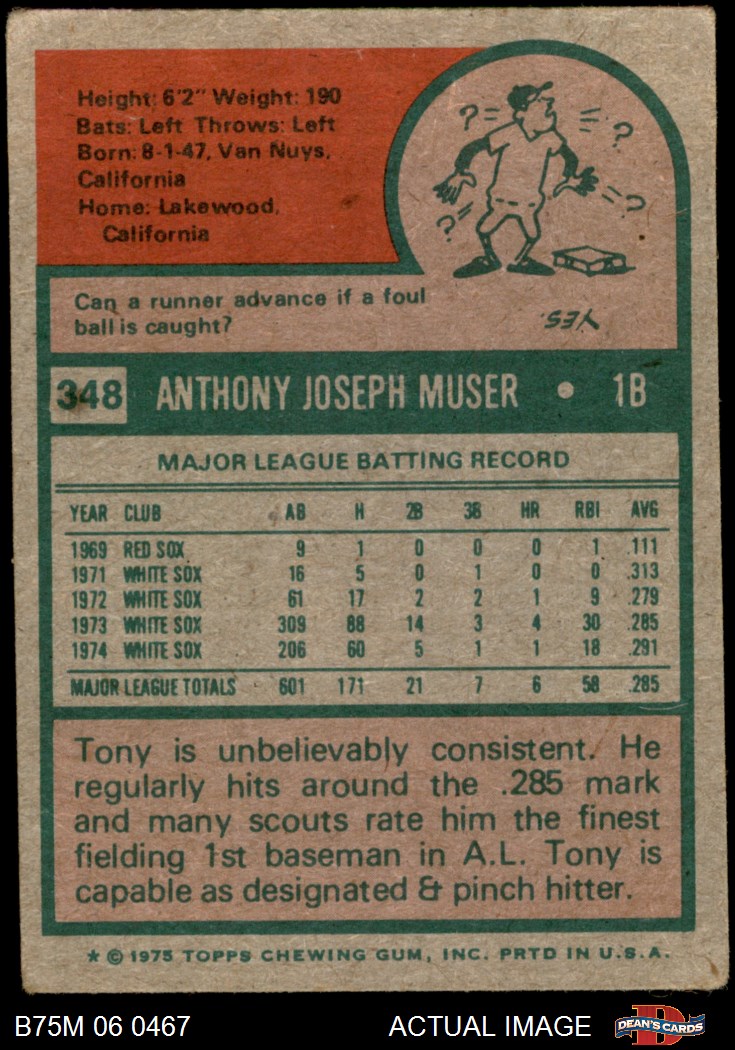 Height: 6'2" Weight: 190
Bats: Left Throws: Left
Born: 8-1-47, Van Nuys,
California
Home: Lakewood,
California
? ? ? ?
Can a runner advance if a foul
ball is caught?
YES.
348 ANTHONY JOSEPH MUSER • 1B
MAJOR LEAGUE BATTING RECORD
YEAR CLUB AB H 2B 3B HR RBI AVG
1969 RED SOX 9 1 0 0 0 1 .111
1971 WHITE SOX 16 5 0 1 0 0 .313
1972 WHITE SOX 61 17 2 2 1 9 .279
1973 WHITE SOX 309 88 14 3 4 30 .285
1974 WHITE SOX 206 60 5 1 1 18 .291
MAJOR LEAGUE TOTALS 601 171 21 7 6 58 .285
Tony is unbelievably consistent. He
regularly hits around the .285 mark
and many scouts rate him the finest
fielding 1st baseman in A.L. Tony is
capable as designated & pinch hitter.
* © 1975 TOPPS CHEWING GUM, INC. PRTD IN U.S.A.
B75M 06 0467 ACTUAL IMAGE D DEAN'S CARDS